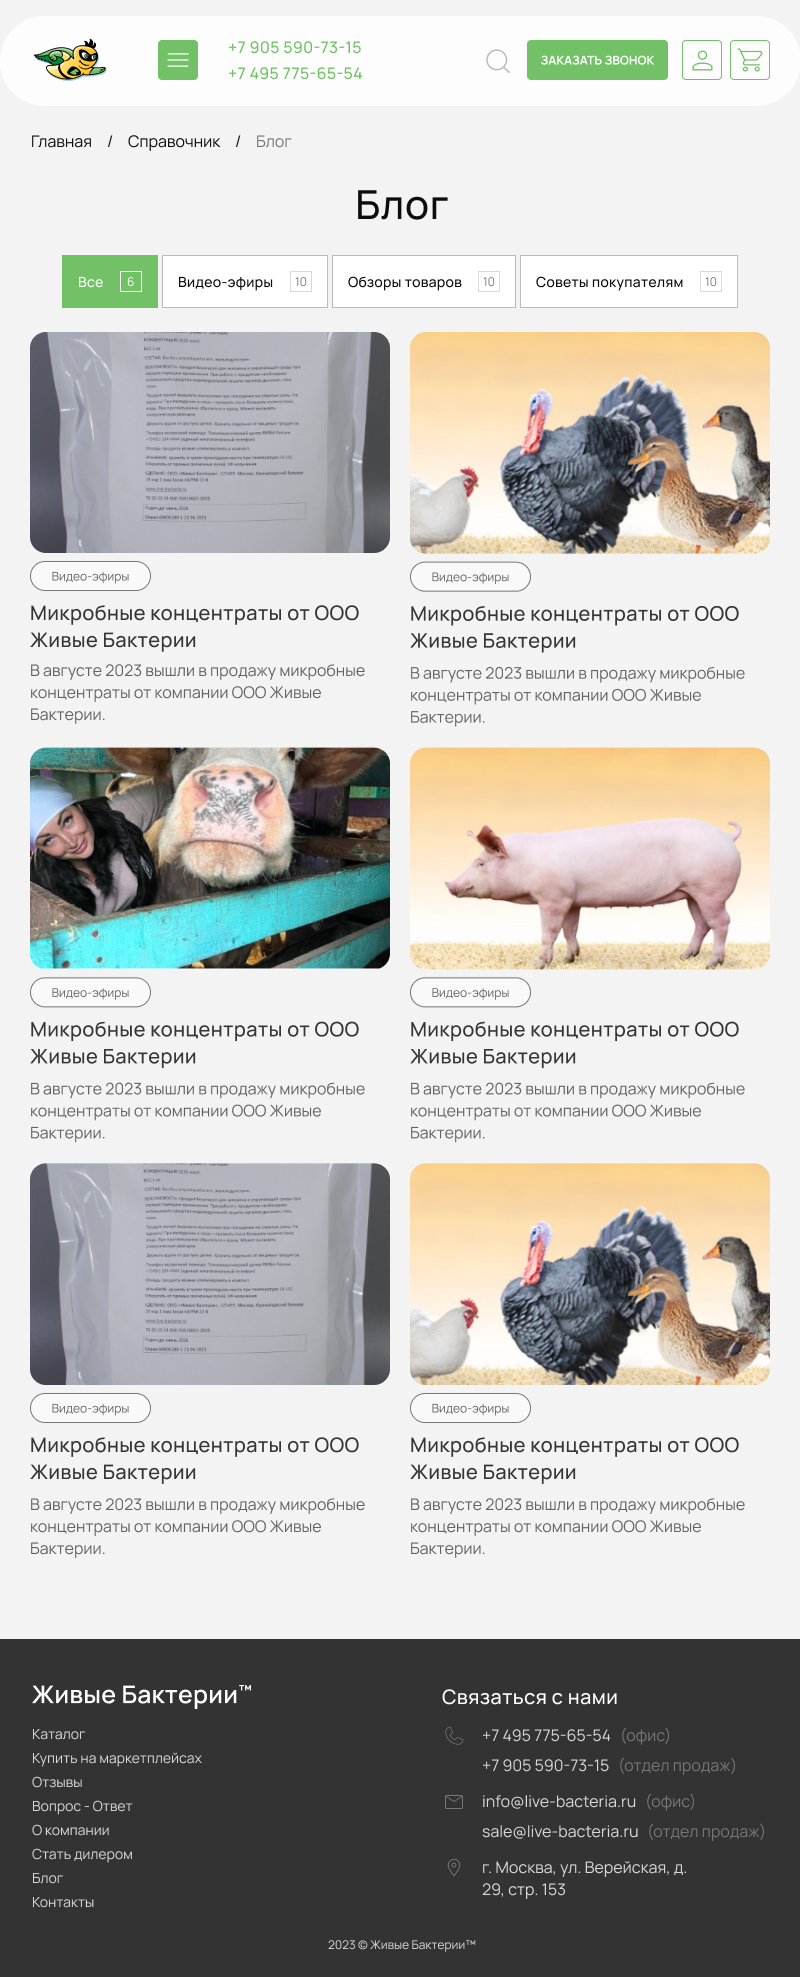 +7 905 590-73-15
+7 495 775-65-54
ЗАКАЗАТЬ ЗВОНОК
Главная / Справочник / Блог
Блог
Все 6
Видео-эфиры 10
Обзоры товаров 10
Советы покупателям 10
Видео-эфиры
Микробные концентраты от ООО
Живые Бактерии
В августе 2023 вышли в продажу микробные
концентраты от компании ООО Живые
Бактерии.
Видео-эфиры
Микробные концентраты от ООО
Живые Бактерии
В августе 2023 вышли в продажу микробные
концентраты от компании ООО Живые
Бактерии.
Видео-эфиры
Микробные концентраты от ООО
Живые Бактерии
В августе 2023 вышли в продажу микробные
концентраты от компании ООО Живые
Бактерии.
Видео-эфиры
Микробные концентраты от ООО
Живые Бактерии
В августе 2023 вышли в продажу микробные
концентраты от компании ООО Живые
Бактерии.
Видео-эфиры
Микробные концентраты от ООО
Живые Бактерии
В августе 2023 вышли в продажу микробные
концентраты от компании ООО Живые
Бактерии.
Видео-эфиры
Микробные концентраты от ООО
Живые Бактерии
В августе 2023 вышли в продажу микробные
концентраты от компании ООО Живые
Бактерии.
Живые Бактерии™
Каталог
Купить на маркетплейсах
Отзывы
Вопрос - Ответ
О компании
Стать дилером
Блог
Контакты
Связаться с нами
+7 495 775-65-54 (офис)
+7 905 590-73-15 (отдел продаж)
info@live-bacteria.ru (офис)
sale@live-bacteria.ru (отдел продаж)
г. Москва, ул. Верейская, д.
29, стр. 153
2023 © Живые Бактерии™